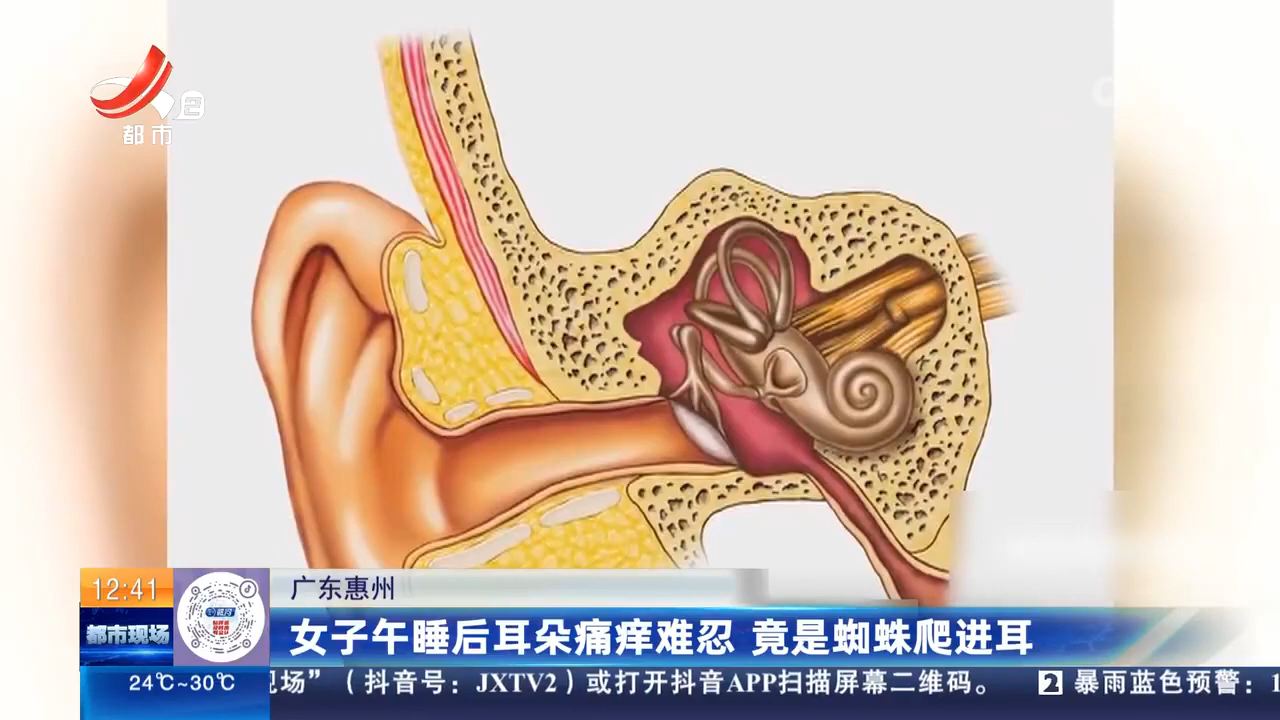 都市
广东惠州
12:41
都市现场
女子午睡后耳朵痛痒难忍 竟是蜘蛛爬进耳
24℃~30℃
现场”（抖音号：JXTV2）或打开抖音APP扫描屏幕二维码。 2 暴雨蓝色预警：1